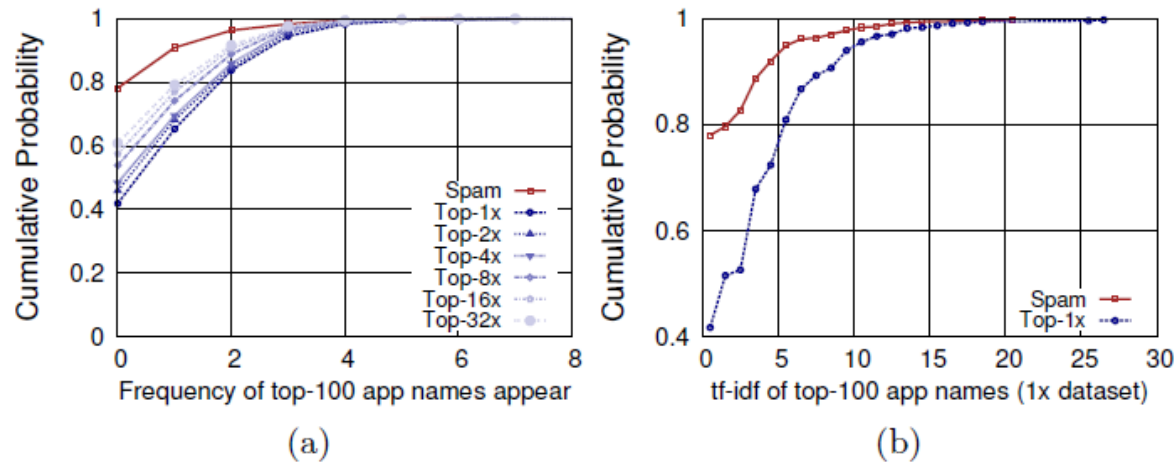 1
0.8
0.6
0.4
0.2
0
Cumulative Probability
Spam
Top-1x
Top-2x
Top-4x
Top-8x
Top-16x
Top-32x
0 2 4 6 8
Frequency of top-100 app names appear
(a)
1
0.8
0.6
0.4
Cumulative Probability
Spam
Top-1x
0 5 10 15 20 25 30
tf-idf of top-100 app names (1x dataset)
(b)